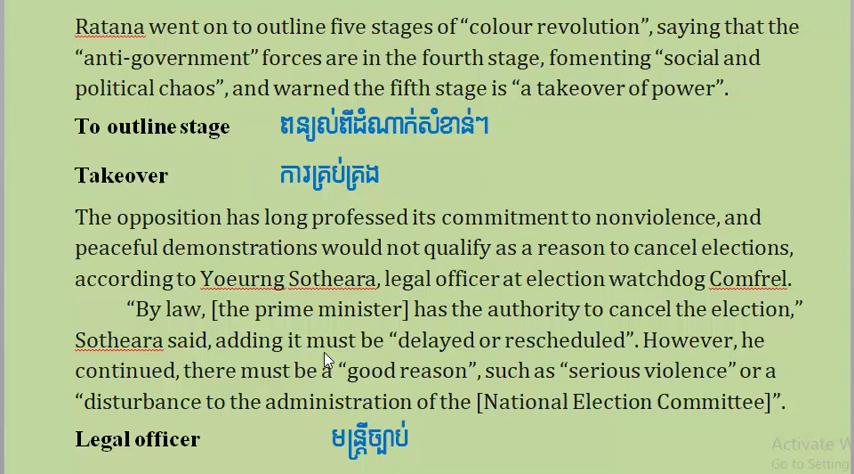 Ratana went on to outline five stages of “colour revolution”, saying that the
“anti-government” forces are in the fourth stage, fomenting “social and
political chaos”, and warned the fifth stage is “a takeover of power”.
To outline stage ពន្យល់ពីដំណាក់សំខាន់ៗ
Takeover ការគ្រប់គ្រង
The opposition has long professed its commitment to nonviolence, and
peaceful demonstrations would not qualify as a reason to cancel elections,
according to Yoeurng Sotheara, legal officer at election watchdog Comfrel.
“By law, [the prime minister] has the authority to cancel the election,”
Sotheara said, adding it must be “delayed or rescheduled”. However, he
continued, there must be a “good reason”, such as “serious violence” or a
“disturbance to the administration of the [National Election Committee]”.
Legal officer មន្ត្រីច្បាប់
Activate W
Go to Setting